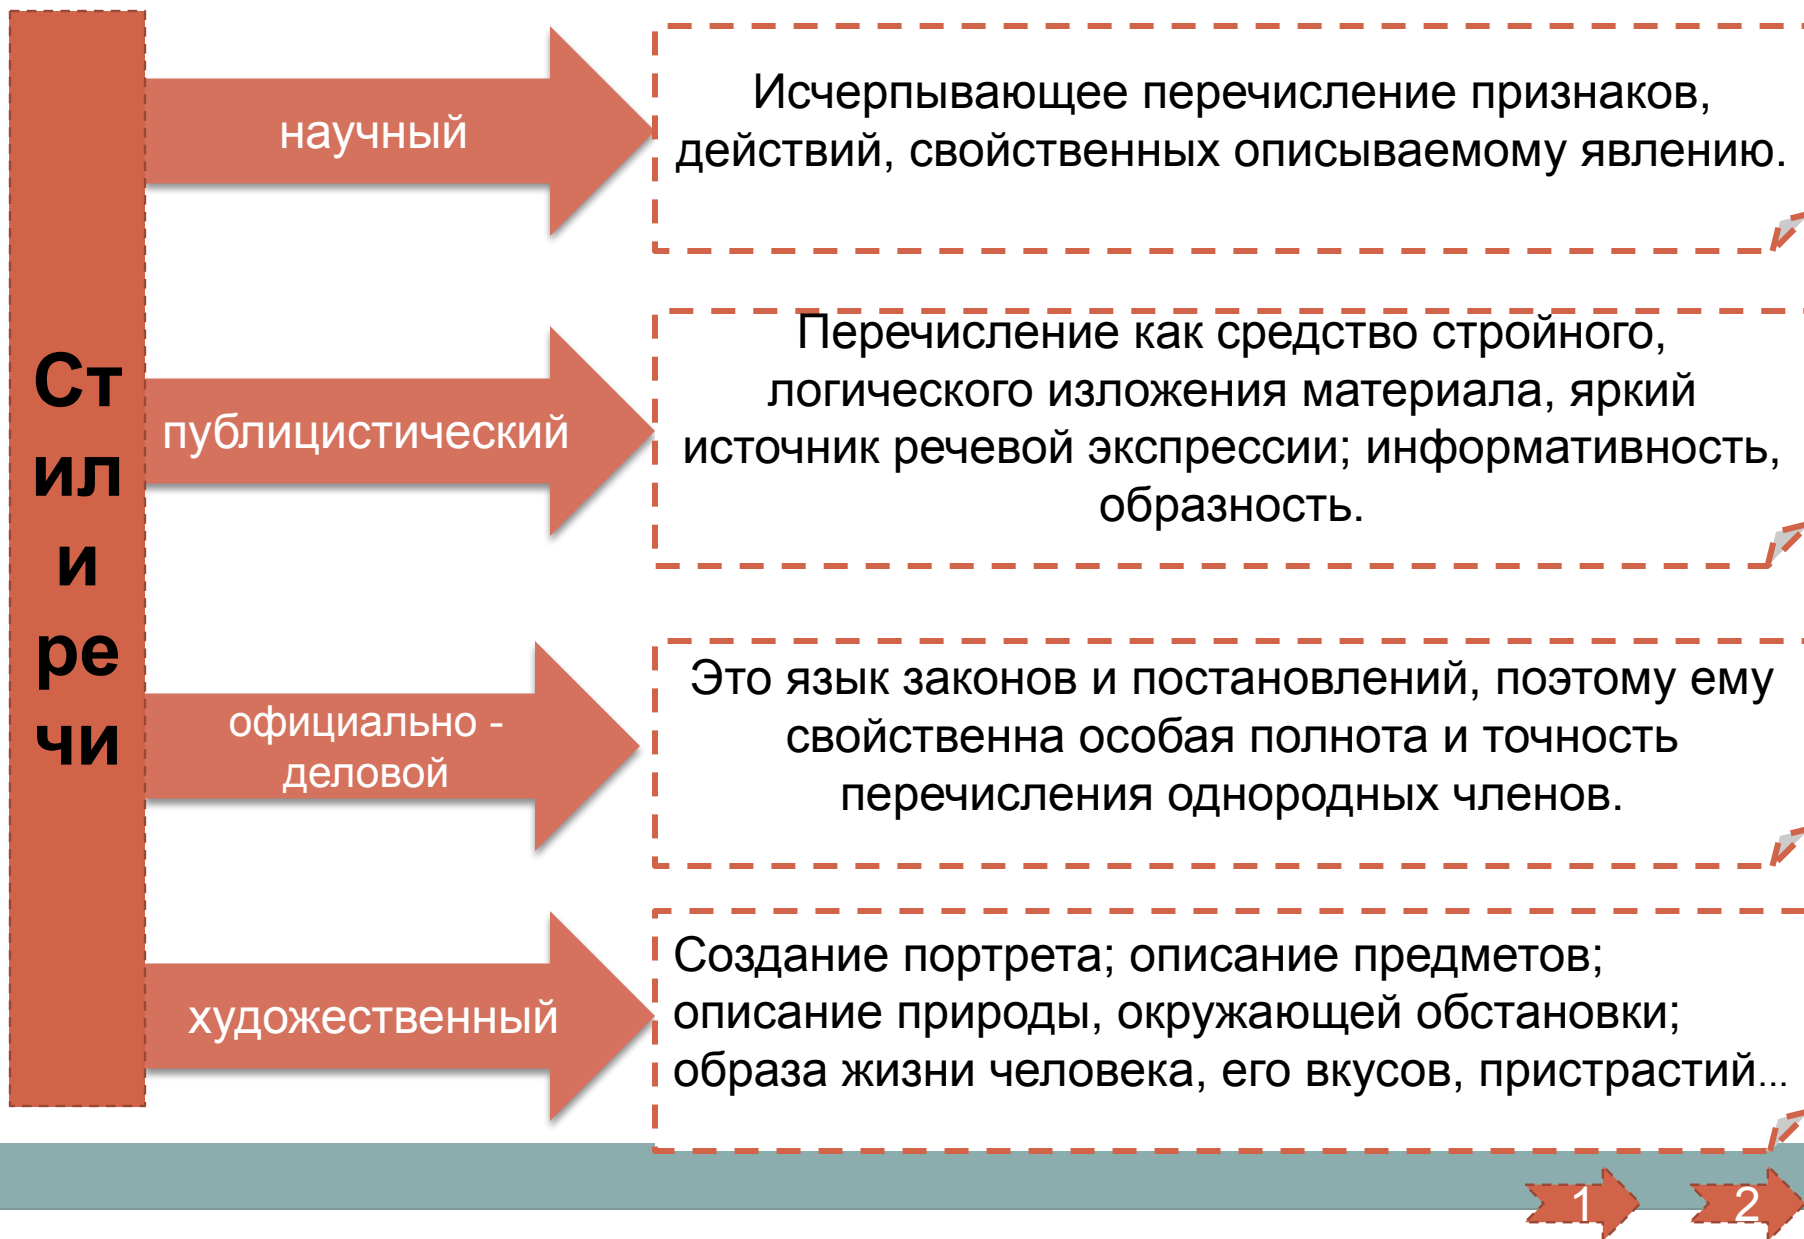 Ст
ил
и
ре
чи
научный
Исчерпывающее перечисление признаков,
действий, свойственных описываемому явлению.
публицистический
Перечисление как средство стройного,
логического изложения материала, яркий
источник речевой экспрессии; информативность,
образность.
официально -
деловой
Это язык законов и постановлений, поэтому ему
свойственна особая полнота и точность
перечисления однородных членов.
художественный
Создание портрета; описание предметов;
описание природы, окружающей обстановки;
образа жизни человека, его вкусов, пристрастий...
1
2